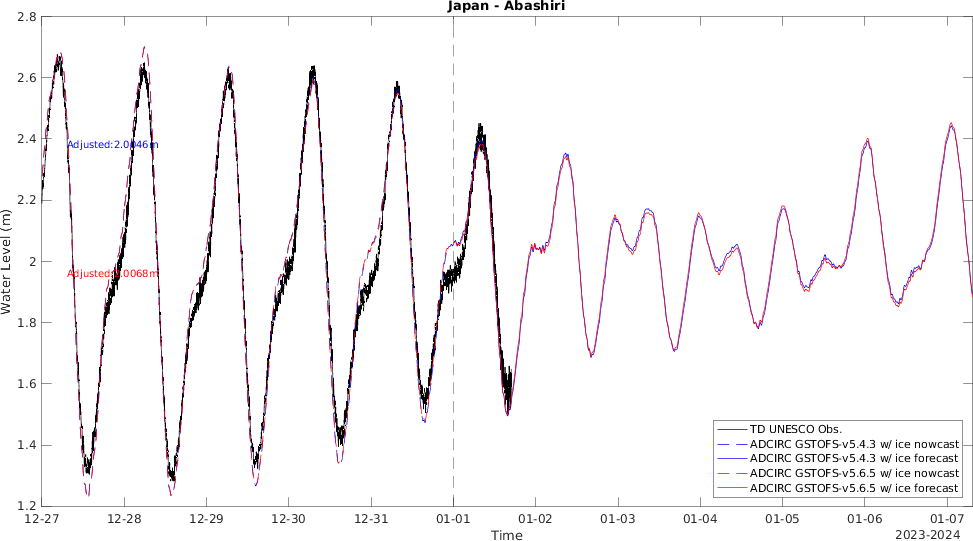 Japan - Abashiri
2.8
2.6
2.4
2.2
2
1.8
1.6
1.4
1.2
Water Level (m)
Adjusted:2.0046m
Adjusted:2.0068m
TD UNESCO Obs.
ADCIRC GSTOFS-v5.4.3 w/ ice nowcast
ADCIRC GSTOFS-v5.4.3 w/ ice forecast
ADCIRC GSTOFS-v5.6.5 w/ ice nowcast
ADCIRC GSTOFS-v5.6.5 w/ ice forecast
12-27 12-28 12-29 12-30 12-31 01-01 01-02 01-03 01-04 01-05 01-06 01-07
Time
2023-2024